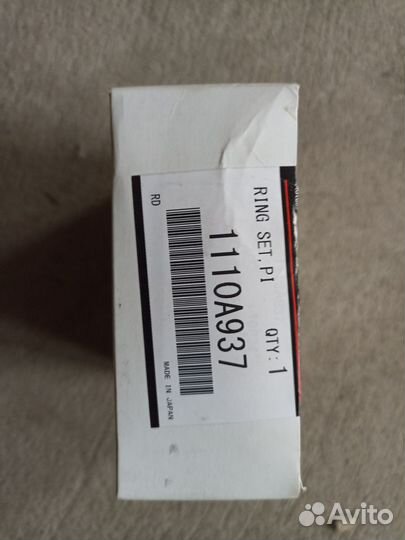 RING SET, PI QTY: 1
1110A937
RD MADE IN JAPAN
Avito